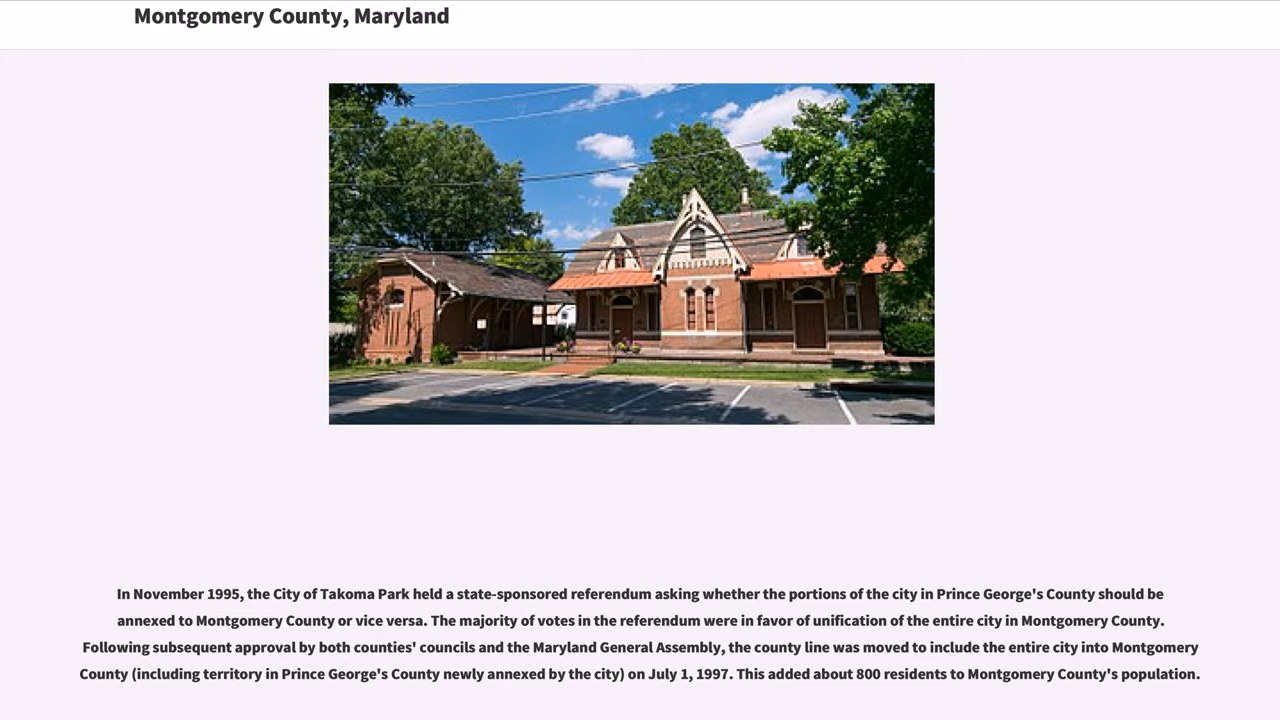 Montgomery County, Maryland
In November 1995, the City of Takoma Park held a state-sponsored referendum asking whether the portions of the city in Prince George's County should be
annexed to Montgomery County or vice versa. The majority of votes in the referendum were in favor of unification of the entire city in Montgomery County.
Following subsequent approval by both counties' councils and the Maryland General Assembly, the county line was moved to include the entire city into Montgomery
County (including territory in Prince George's County newly annexed by the city) on July 1, 1997. This added about 800 residents to Montgomery County's population.